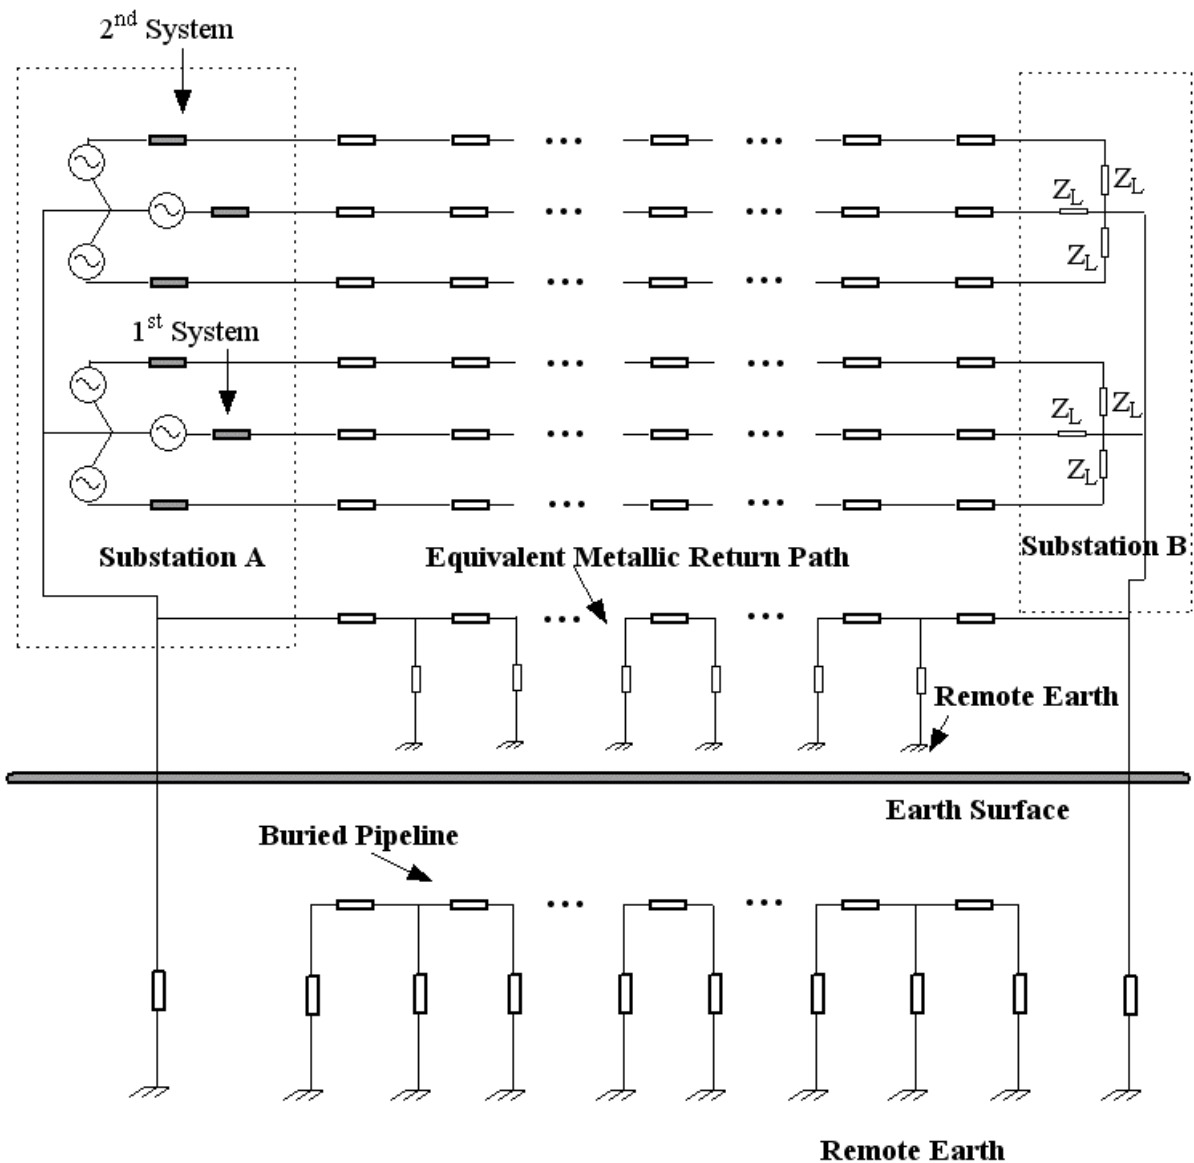 2nd System
ZL
ZL
ZL
1st System
ZL
ZL
ZL
Substation A
Equivalent Metallic Return Path
Substation B
Remote Earth
Earth Surface
Buried Pipeline
Remote Earth